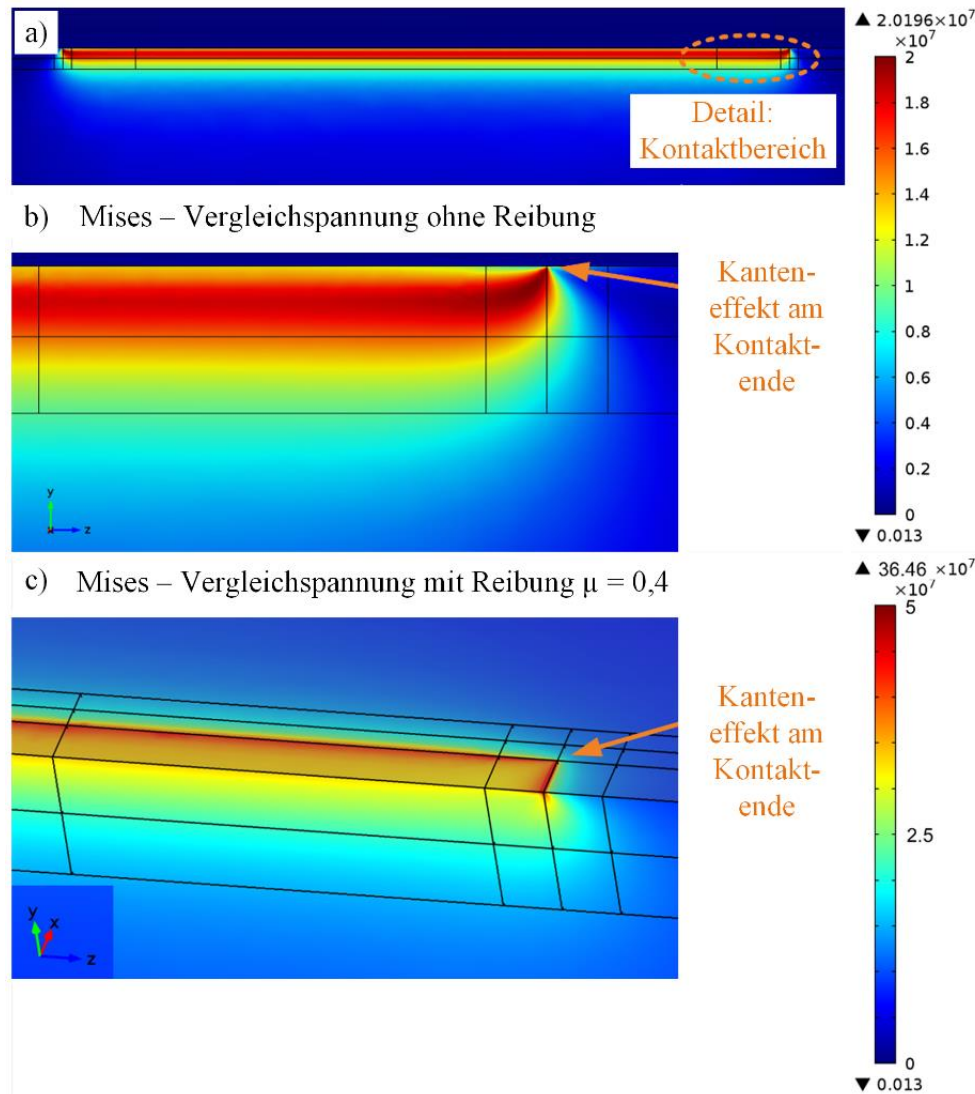 a)
Detail:
Kontaktbereich
▲ 2.0196×10⁷
×10⁷
2
1.8
1.6
1.4
1.2
1
0.8
0.6
0.4
0.2
0
▼ 0.013
b) Mises – Vergleichspannung ohne Reibung
Kanten-
effekt am
Kontakt-
ende
y
z
c) Mises – Vergleichspannung mit Reibung μ = 0,4
Kanten-
effekt am
Kontakt-
ende
y
x
z
▲ 36.46 ×10⁷
×10⁷
5
2.5
0
▼ 0.013